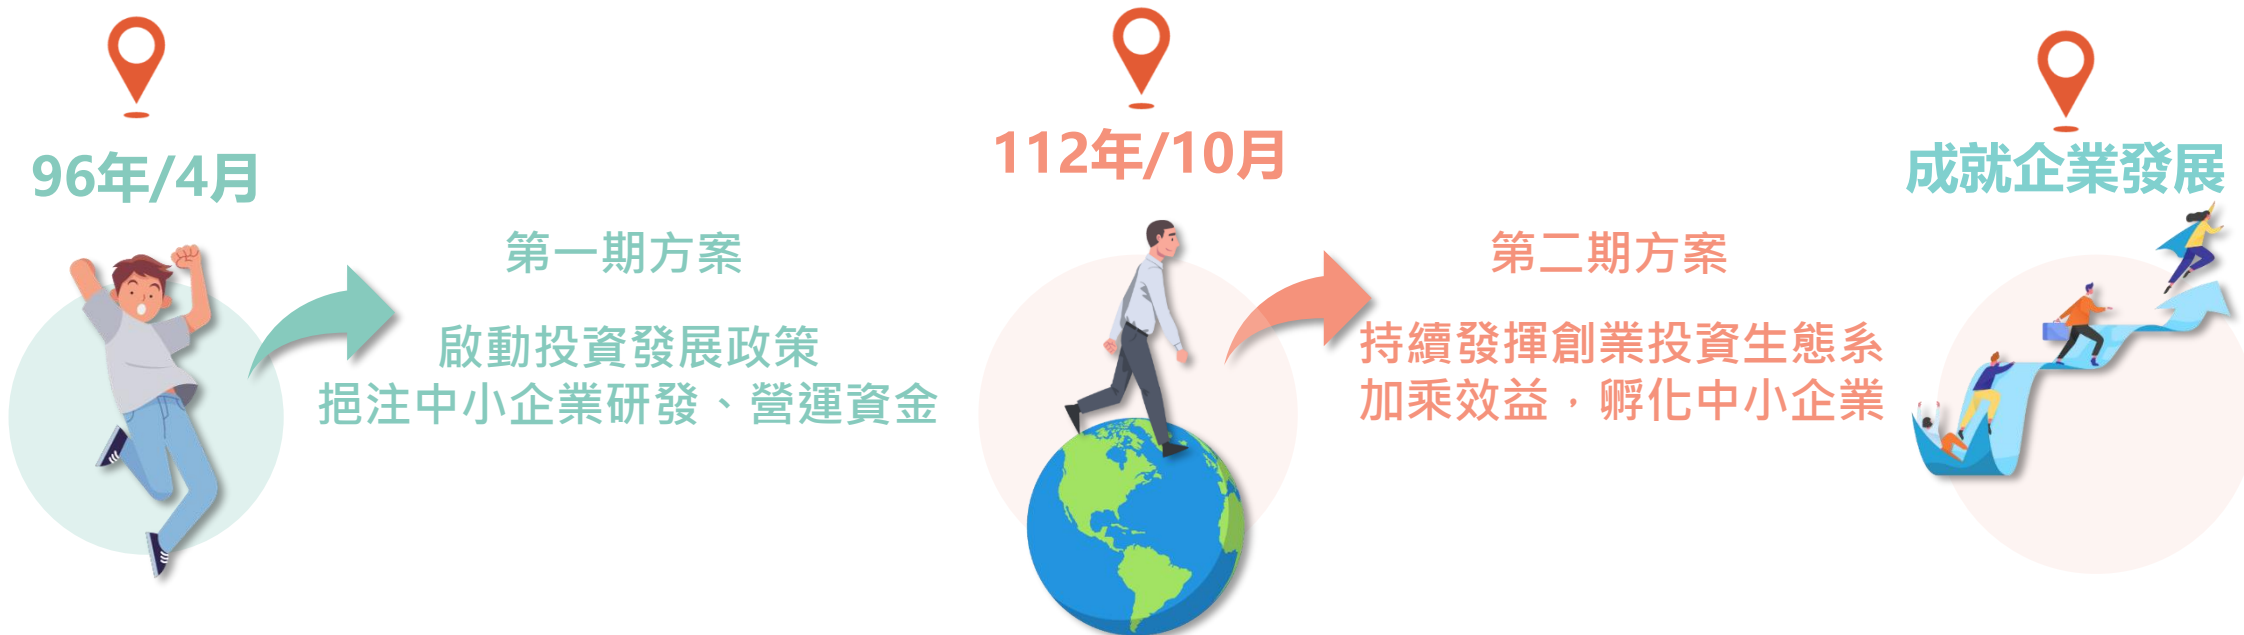 96年/4月
第一期方案
啟動投資發展政策
挹注中小企業研發、營運資金
112年/10月
第二期方案
持續發揮創業投資生態系
加乘效益，孵化中小企業
成就企業發展